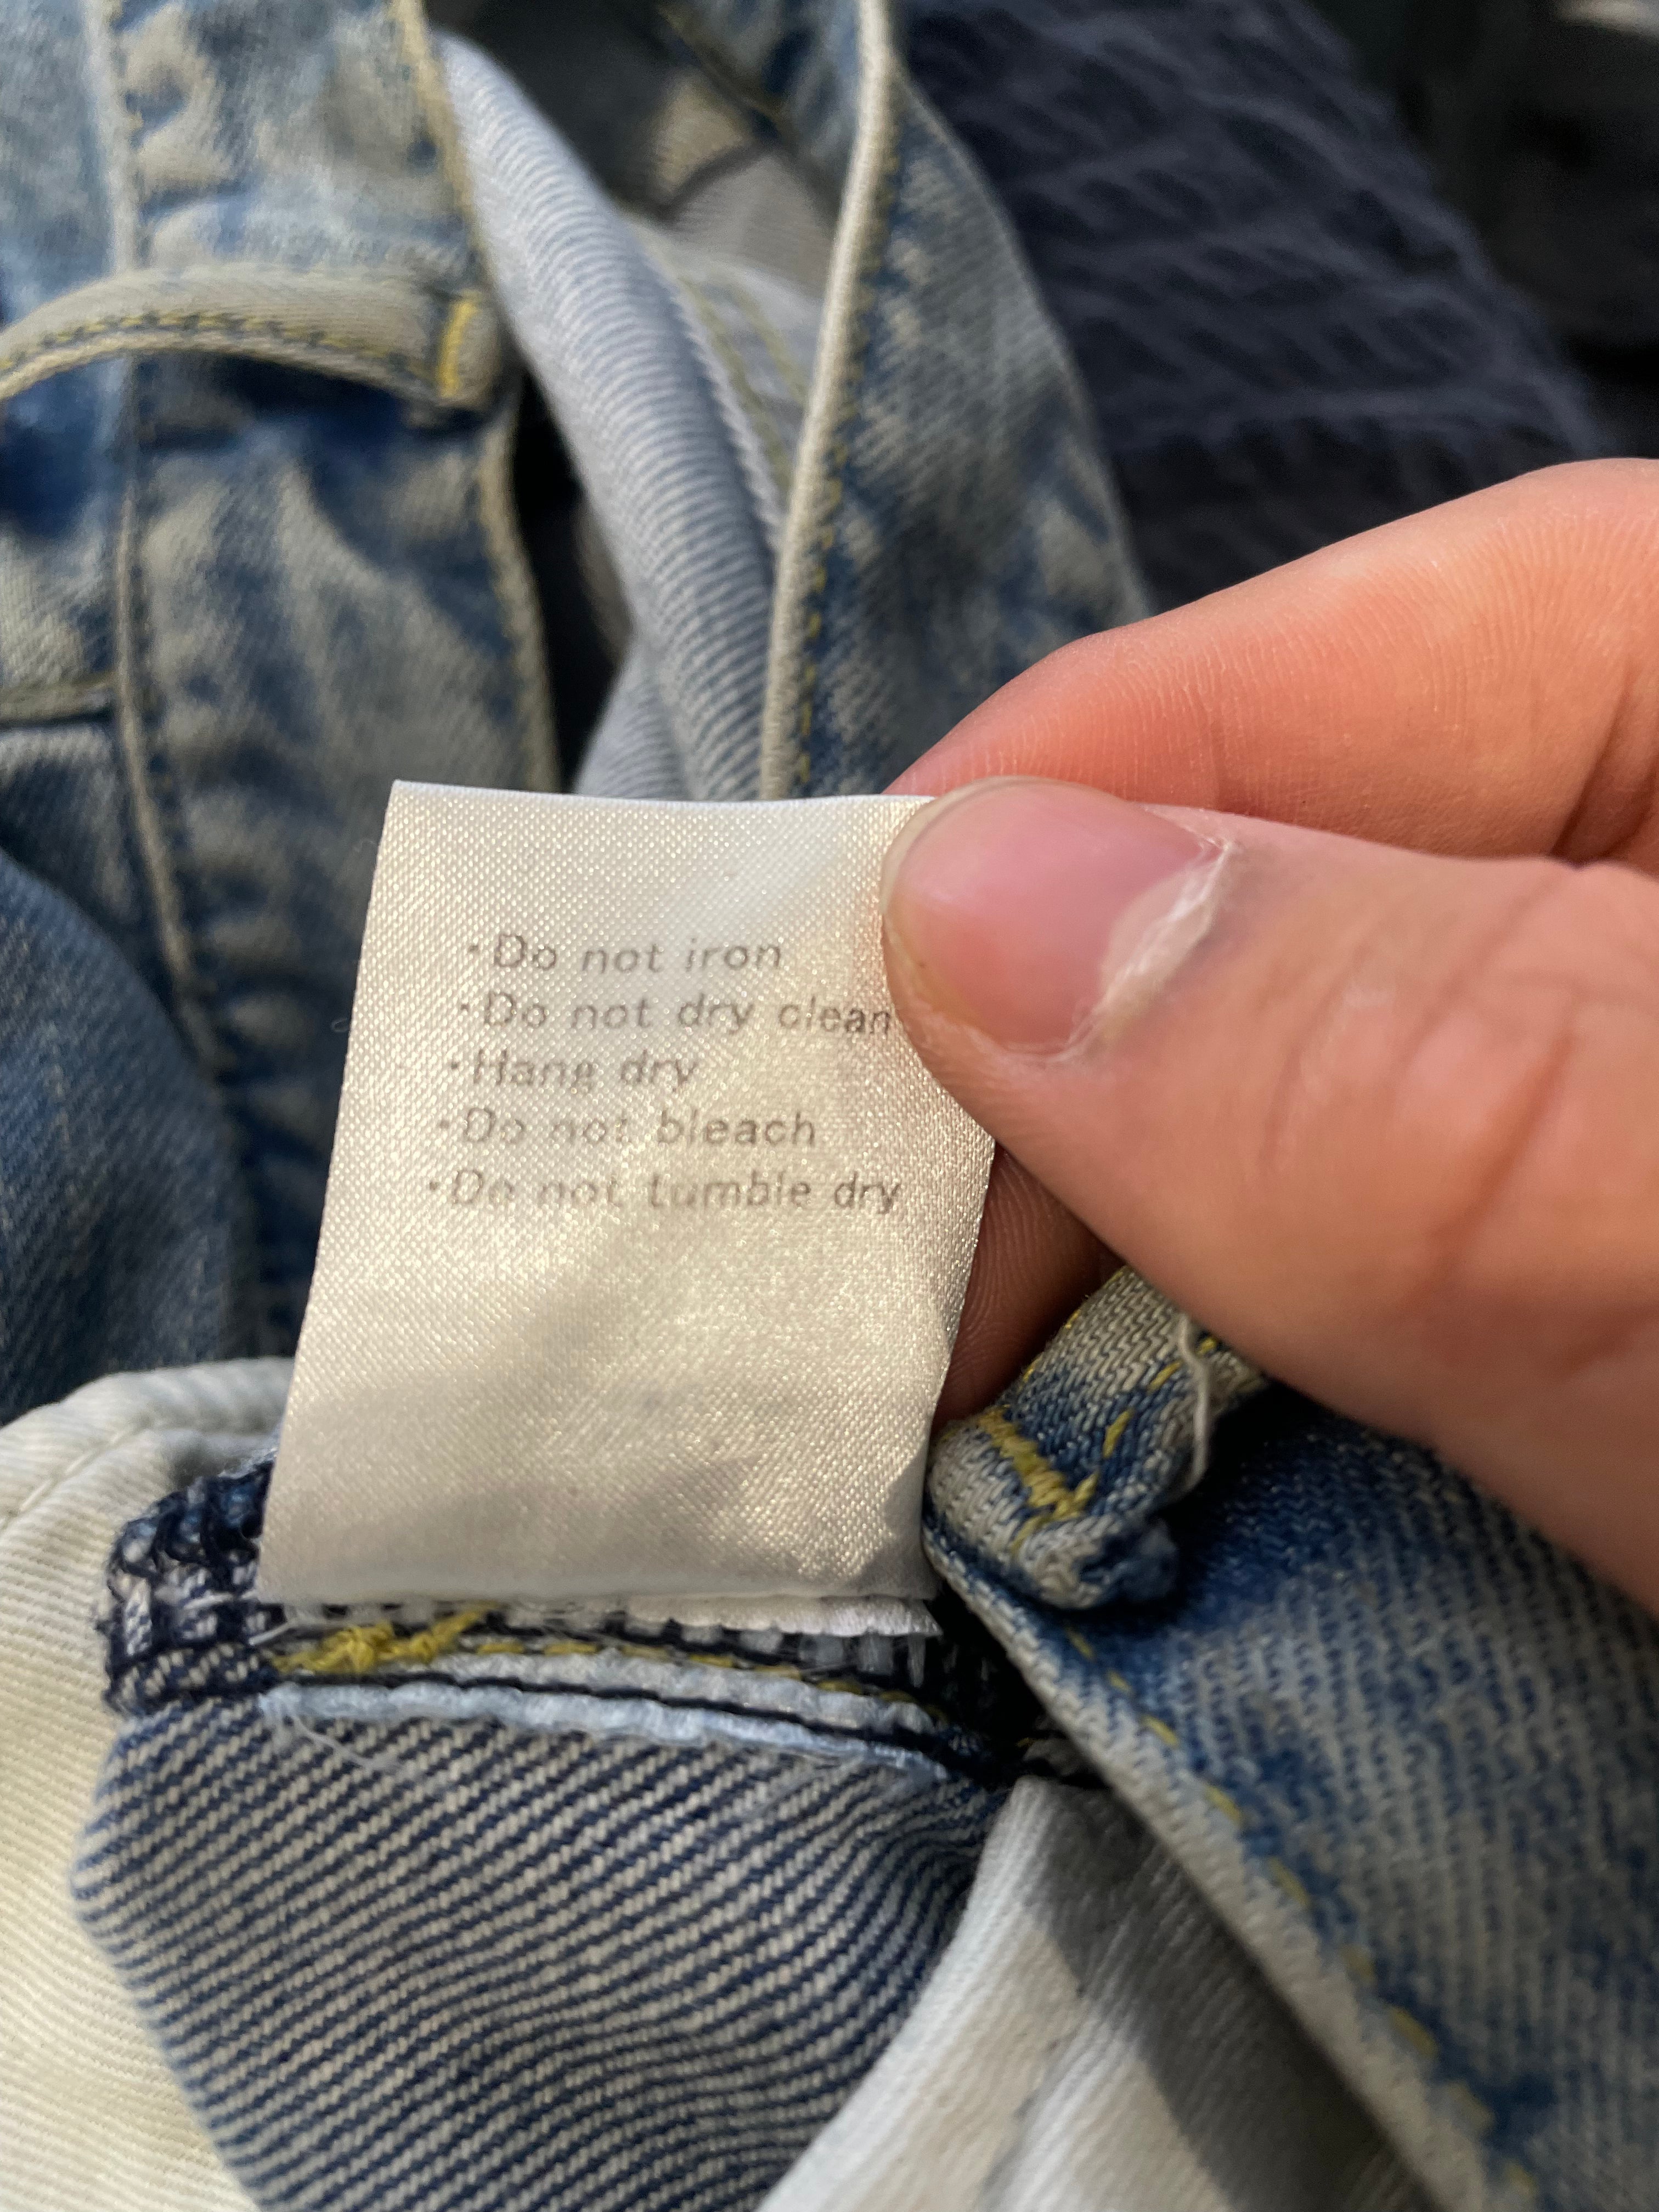 ·Do not iron
·Do not dry clean
·Hang dry
·Do not bleach
·Do not tumble dry